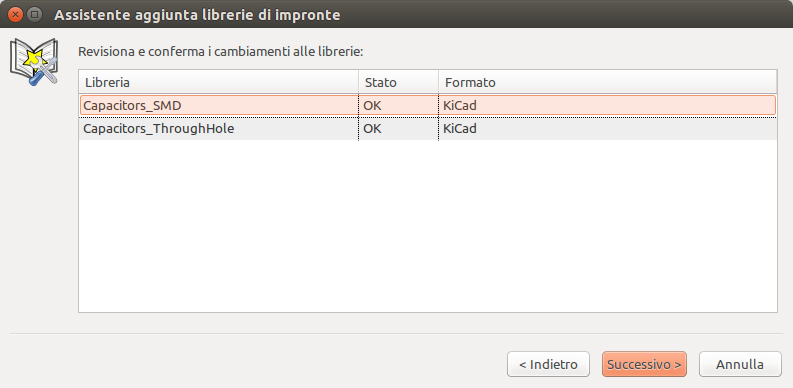 Assistente aggiunta librerie di impronte
Revisiona e conferma i cambiamenti alle librerie:
Libreria Stato Formato
Capacitors_SMD OK KiCad
Capacitors_ThroughHole OK KiCad
< Indietro Successivo > Annulla